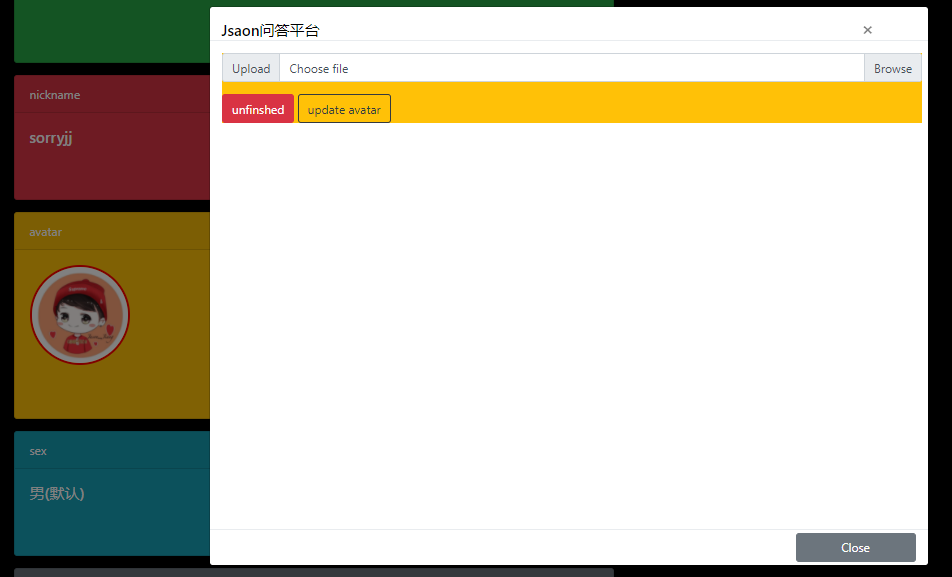 Jsaon问答平台
×
Upload Choose file Browse
unfinshed update avatar
nickname
sorryjj
avatar
sex
男(默认)
Close